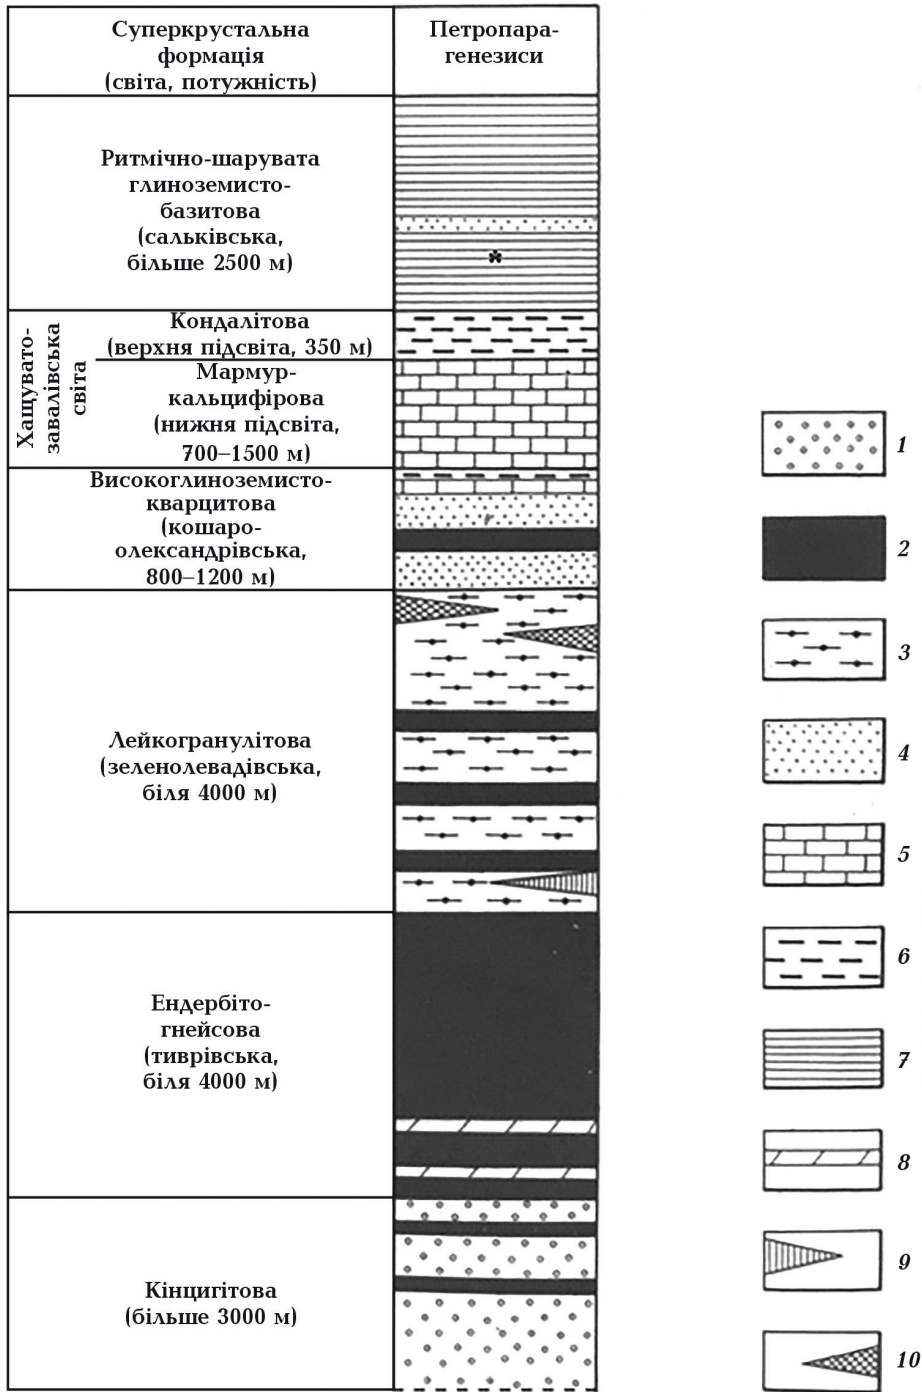 Суперкрустальна
формація
(світа, потужність)
Петропара-
генезиси
Ритмічно-шарувата
глиноземисто-
базитова
(сальківська,
більше 2500 м)
Хащувато-
завалівська
світа
Кондалітова
(верхня підсвіта, 350 м)
Мармур-
кальцифірова
(нижня підсвіта,
700–1500 м)
Високоглиноземисто-
кварцитова
(кошаро-
олександрівська,
800–1200 м)
Лейкогранулітова
(зеленолевадівська,
біля 4000 м)
Ендербіто-
гнейсова
(тиврівська,
біля 4000 м)
Кінцигітова
(більше 3000 м)
1
2
3
4
5
6
7
8
9
10